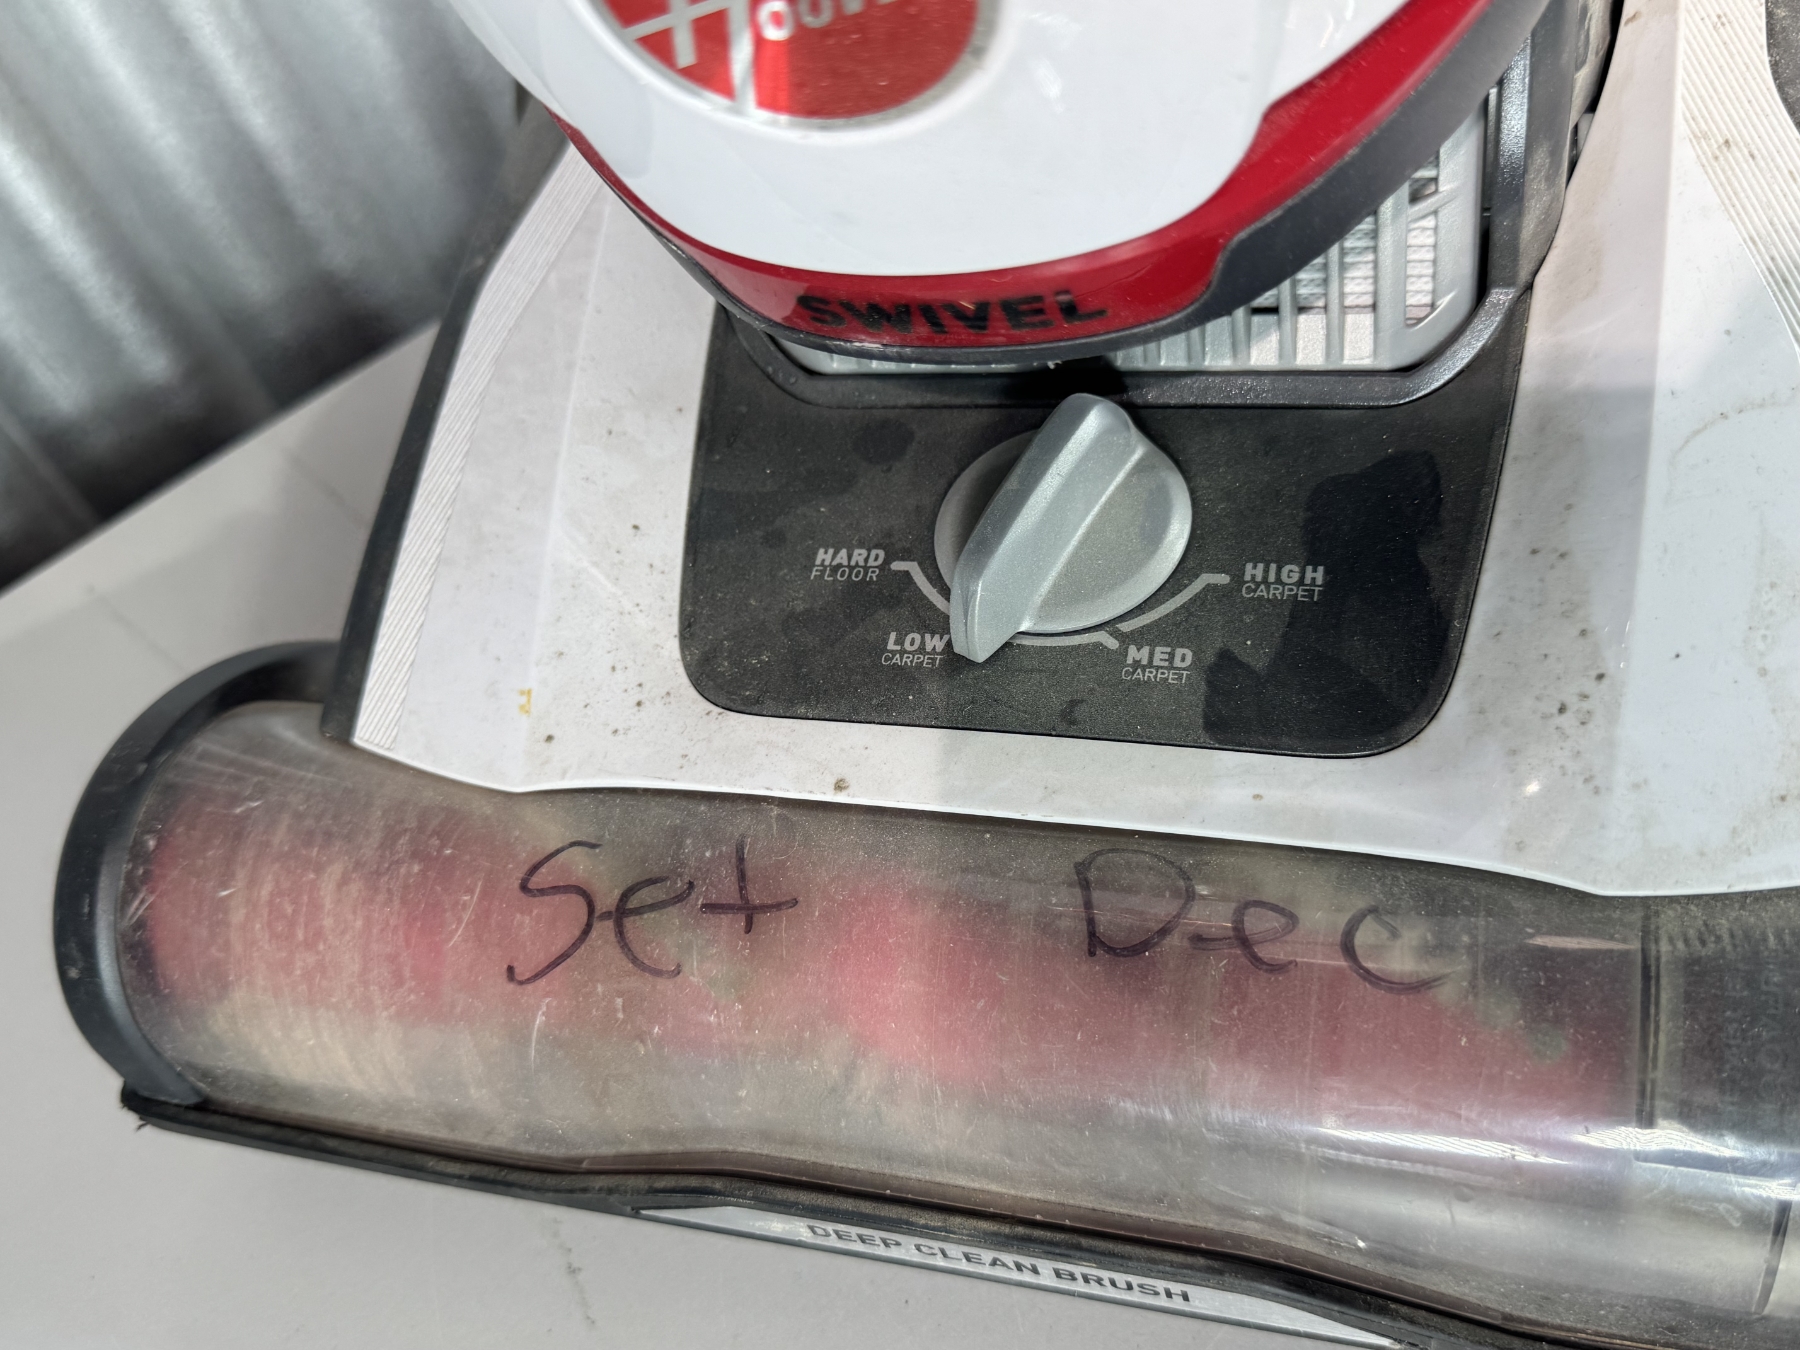 SWIVEL
HARD
FLOOR
LOW
CARPET
MED
CARPET
HIGH
CARPET
Set Dec
DEEP CLEAN BRUSH